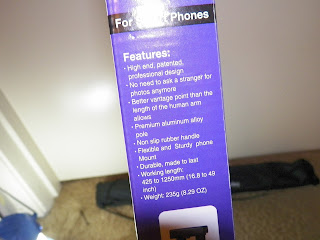 For Phones
Features:
· High end, patented,
professional design
· No need to ask a stranger for
photos anymore
· Better vantage point than the
length of the human arm
allows
· Premium aluminum alloy
pole
· Non slip rubber handle
· Flexible and Sturdy phone
Mount
· Durable, made to last
· Working length:
426 to 1250mm (16.8 to 49
inch)
· Weight: 235g (8.29 OZ)